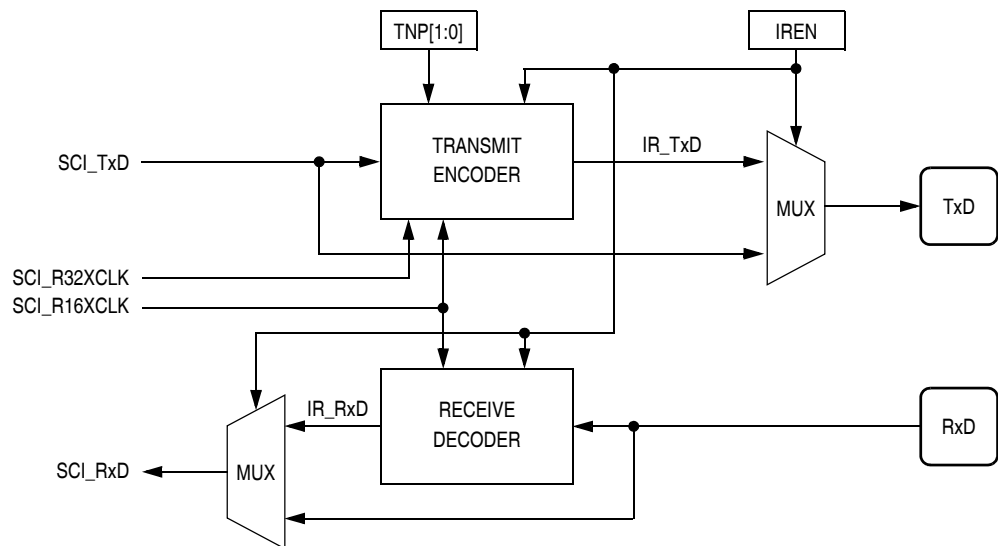 TNP[1:0]
IREN
TRANSMIT
ENCODER
IR_TxD
SCI_TxD
MUX
TxD
SCI_R32XCLK
SCI_R16XCLK
IR_RxD
RECEIVE
DECODER
RxD
SCI_RxD
MUX